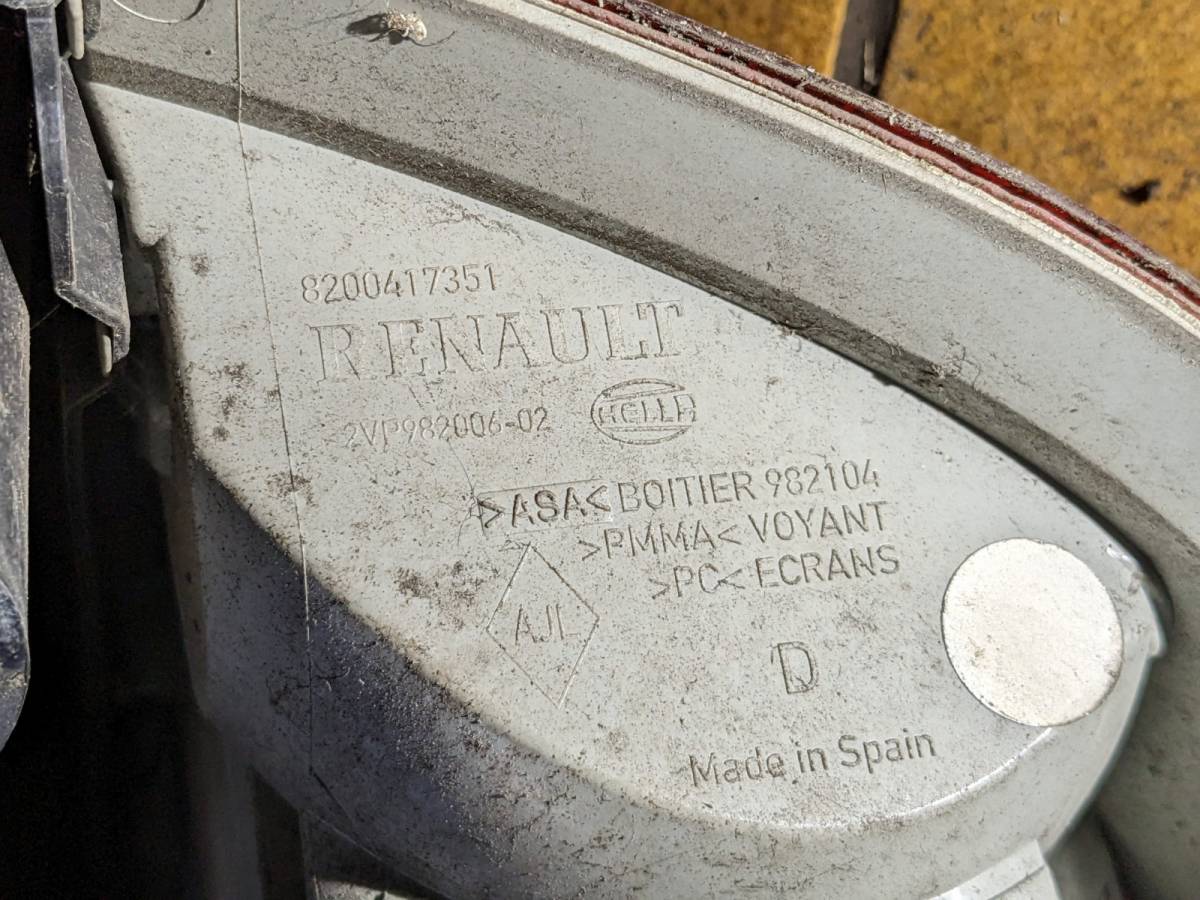 8200417351
RENAULT
2VP982006-02 HELLA
>ASA< BOITIER 982104
>PMMA< VOYANT
>PC< ECRANS
AJL
D
Made in Spain